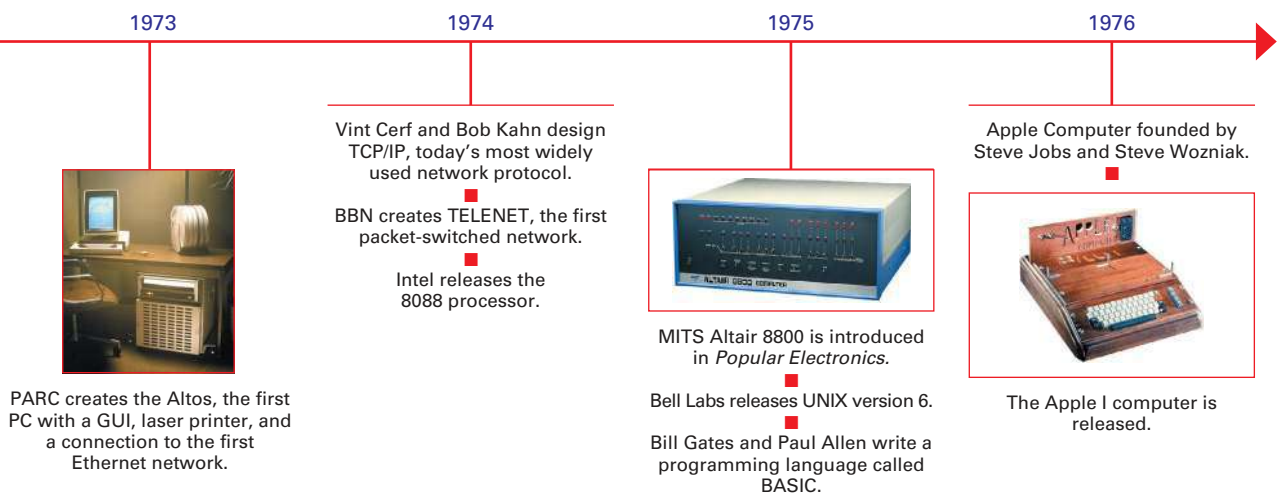 1973
PARC creates the Altos, the first
PC with a GUI, laser printer, and
a connection to the first
Ethernet network.
1974
Vint Cerf and Bob Kahn design
TCP/IP, today's most widely
used network protocol.
BBN creates TELENET, the first
packet-switched network.
Intel releases the
8088 processor.
1975
ALTAIR 8800 COMPUTER
MITS Altair 8800 is introduced
in Popular Electronics.
Bell Labs releases UNIX version 6.
Bill Gates and Paul Allen write a
programming language called
BASIC.
1976
Apple Computer founded by
Steve Jobs and Steve Wozniak.
APPLE
The Apple I computer is
released.